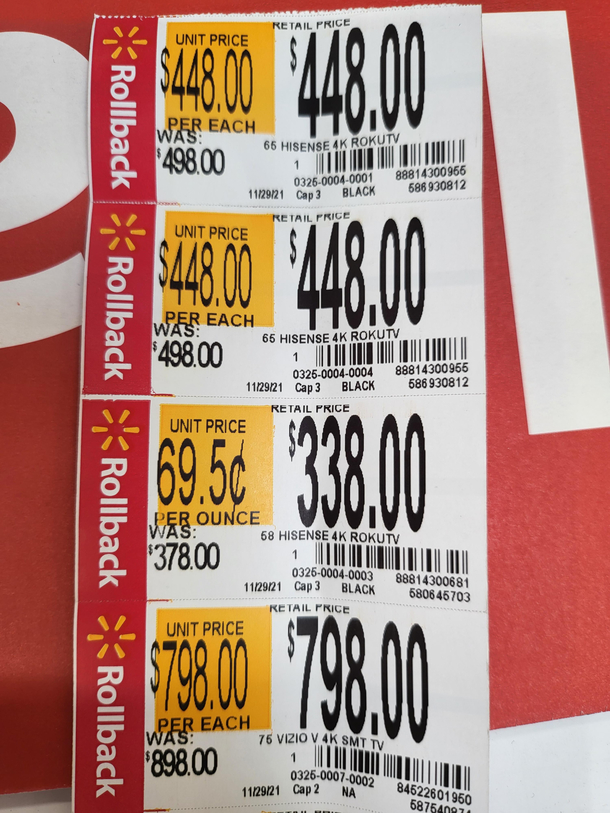 Rollback
UNIT PRICE
$448.00
PER EACH
WAS:
$498.00
RETAIL PRICE
$448.00
65 HISENSE 4K ROKUTV
1
0325-0004-0001 88814300955
11/29/21 Cap 3 BLACK 586930812
Rollback
UNIT PRICE
$448.00
PER EACH
WAS:
$498.00
RETAIL PRICE
$448.00
65 HISENSE 4K ROKUTV
1
0325-0004-0004 88814300955
11/29/21 Cap 3 BLACK 586930812
Rollback
UNIT PRICE
69.5¢
PER OUNCE
WAS:
$378.00
RETAIL PRICE
$338.00
58 HISENSE 4K ROKUTV
1
0325-0004-0003 88814300681
11/29/21 Cap 3 BLACK 580645703
Rollback
UNIT PRICE
$798.00
PER EACH
WAS:
$898.00
RETAIL PRICE
$798.00
75 VIZIO V 4K SMT TV
1
0325-0007-0002 84522601950
11/29/21 Cap 2 NA